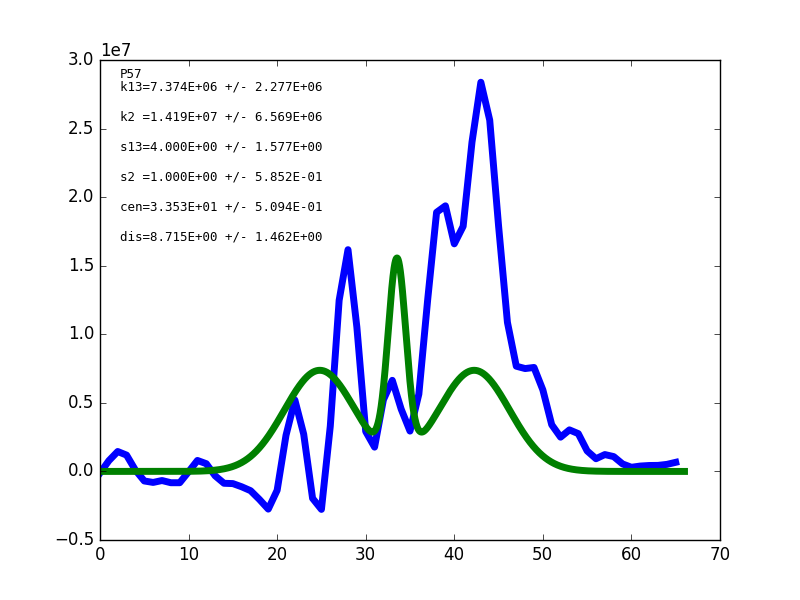 1e7
3.0
P57
k13=7.374E+06 +/- 2.277E+06
k2 =1.419E+07 +/- 6.569E+06
s13=4.000E+00 +/- 1.577E+00
s2 =1.000E+00 +/- 5.852E-01
cen=3.353E+01 +/- 5.094E-01
dis=8.715E+00 +/- 1.462E+00
2.5
2.0
1.5
1.0
0.5
0.0
−0.5
0 10 20 30 40 50 60 70